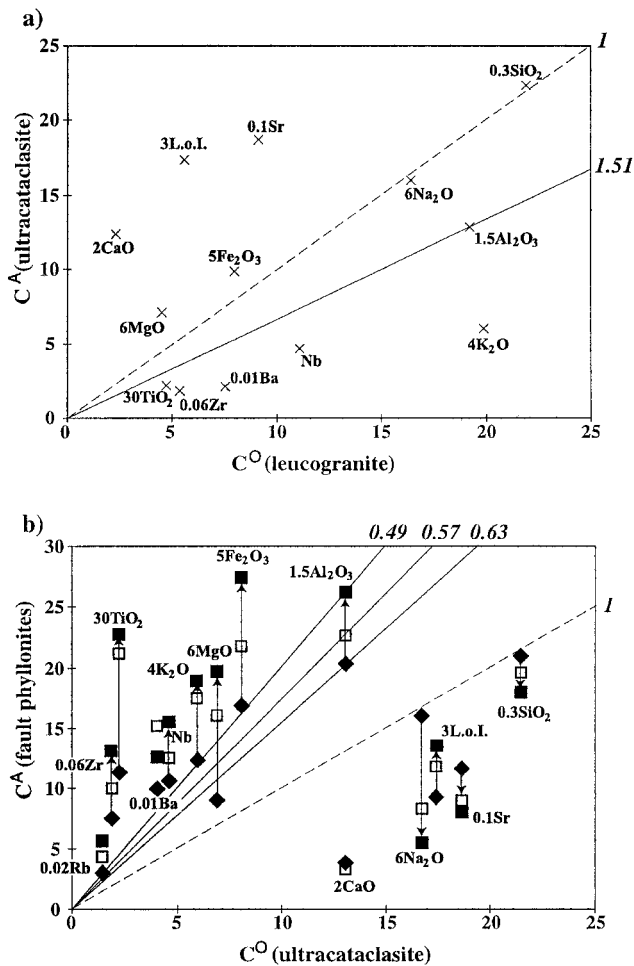 a)
25
20
15
10
5
0
C^A (ultracataclasite)
1
1.51
0.3SiO₂
0.1Sr
3L.o.I.
6Na₂O
1.5Al₂O₃
2CaO
5Fe₂O₃
6MgO
4K₂O
Nb
0.01Ba
30TiO₂
0.06Zr
0 5 10 15 20 25
C^O (leucogranite)
b)
30
25
20
15
10
5
0
C^A (fault phyllonites)
0.49 0.57 0.63
1
5Fe₂O₃
1.5Al₂O₃
30TiO₂
4K₂O
6MgO
Nb
0.06Zr
0.01Ba
0.02Rb
0.3SiO₂
3L.o.I.
0.1Sr
6Na₂O
2CaO
0 5 10 15 20 25
C^O (ultracataclasite)